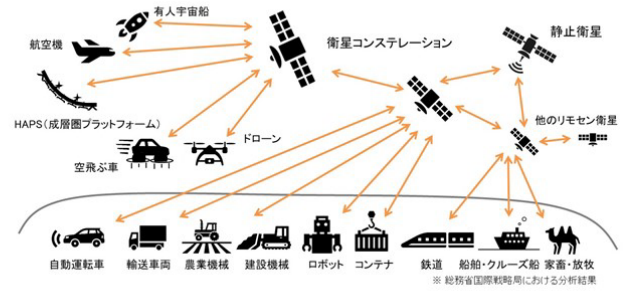 有人宇宙船
航空機
衛星コンステレーション
静止衛星
HAPS(成層圏プラットフォーム)
空飛ぶ車
ドローン
他のリモセン衛星
自動運転車
輸送車両
農業機械
建設機械
ロボット
コンテナ
鉄道
船舶・クルーズ船
家畜・放牧
※ 総務省国際戦略局における分析結果